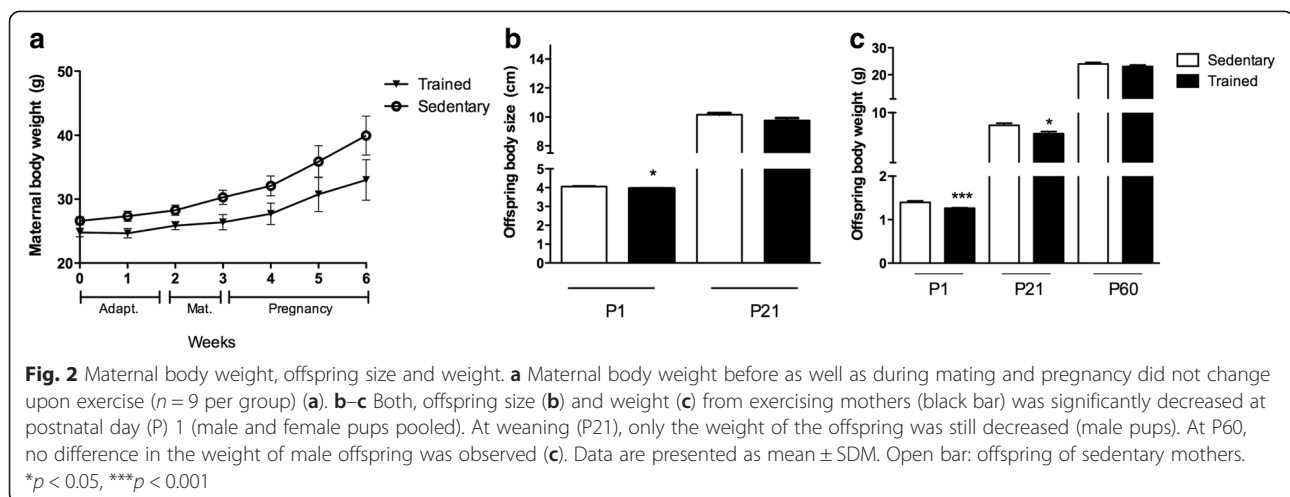 a
Maternal body weight (g)
50
40
30
20
0 1 2 3 4 5 6
Adapt. Mat. Pregnancy
Weeks
Trained
Sedentary
b
Offspring body size (cm)
14
12
10
8
6
5
4
3
2
1
0
*
P1 P21
c
Offspring body weight (g)
30
20
10
2
1
0
***
*
P1 P21 P60
Sedentary
Trained
Fig. 2 Maternal body weight, offspring size and weight. a Maternal body weight before as well as during mating and pregnancy did not change
upon exercise (n = 9 per group) (a). b–c Both, offspring size (b) and weight (c) from exercising mothers (black bar) was significantly decreased at
postnatal day (P) 1 (male and female pups pooled). At weaning (P21), only the weight of the offspring was still decreased (male pups). At P60,
no difference in the weight of male offspring was observed (c). Data are presented as mean ± SDM. Open bar: offspring of sedentary mothers.
*p < 0.05, ***p < 0.001